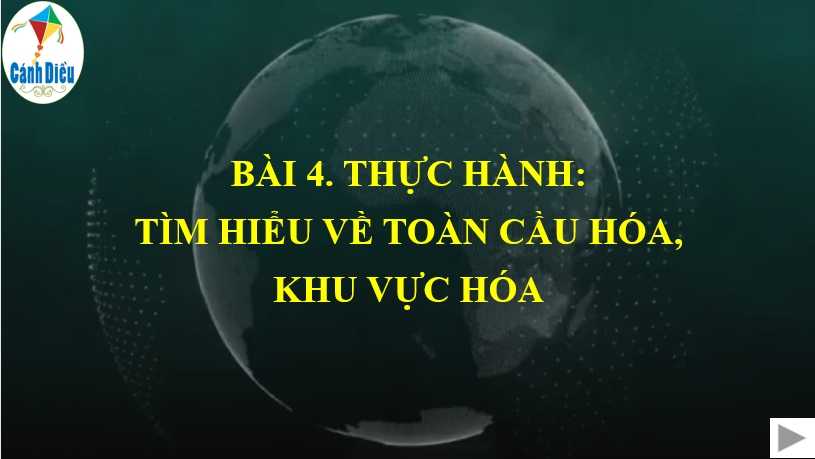 Cánh Diều
BÀI 4. THỰC HÀNH:
TÌM HIỂU VỀ TOÀN CẦU HÓA,
KHU VỰC HÓA